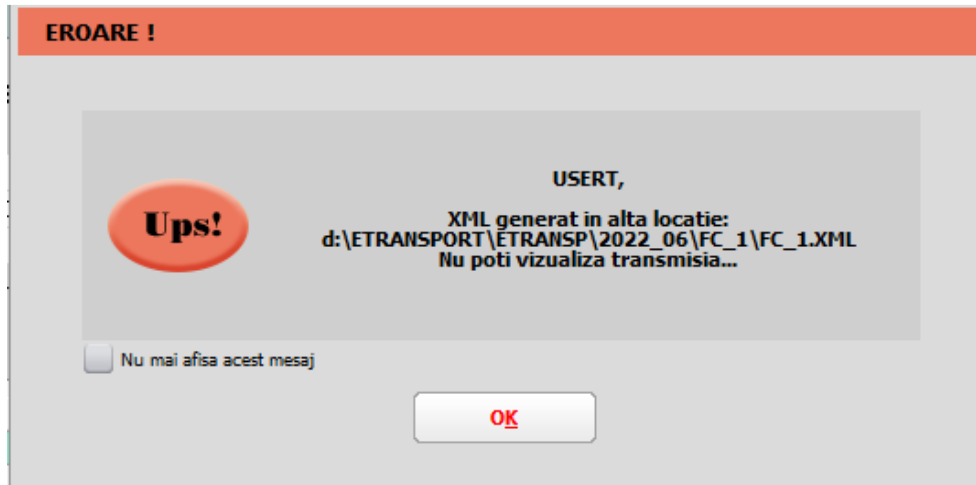 EROARE !
USERT,
Ups!
XML generat in alta locatie:
d:\ETRANSPORT\ETRANSP\2022_06\FC_1\FC_1.XML
Nu poti vizualiza transmisia...
Nu mai afisa acest mesaj
OK